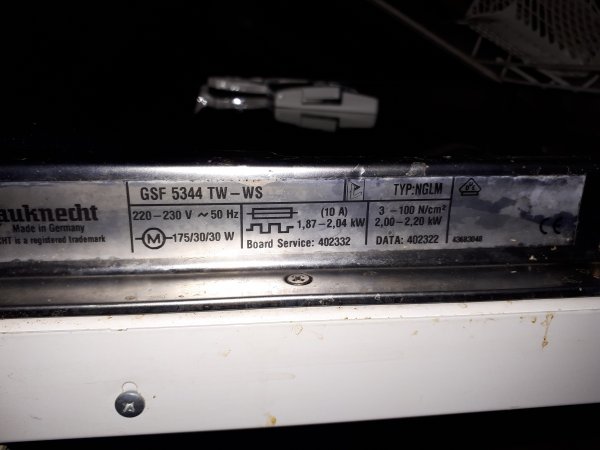 auknecht
Made in Germany
CHT is a registered trademark
GSF 5344 TW-WS
220-230 V ~ 50 Hz
M 175/30/30 W
(10 A)
1,87-2,04 kW
Board Service: 402332
TYP:NGLM
3 -100 N/cm²
2,00-2,20 kW
DATA: 402322
43683040
CE